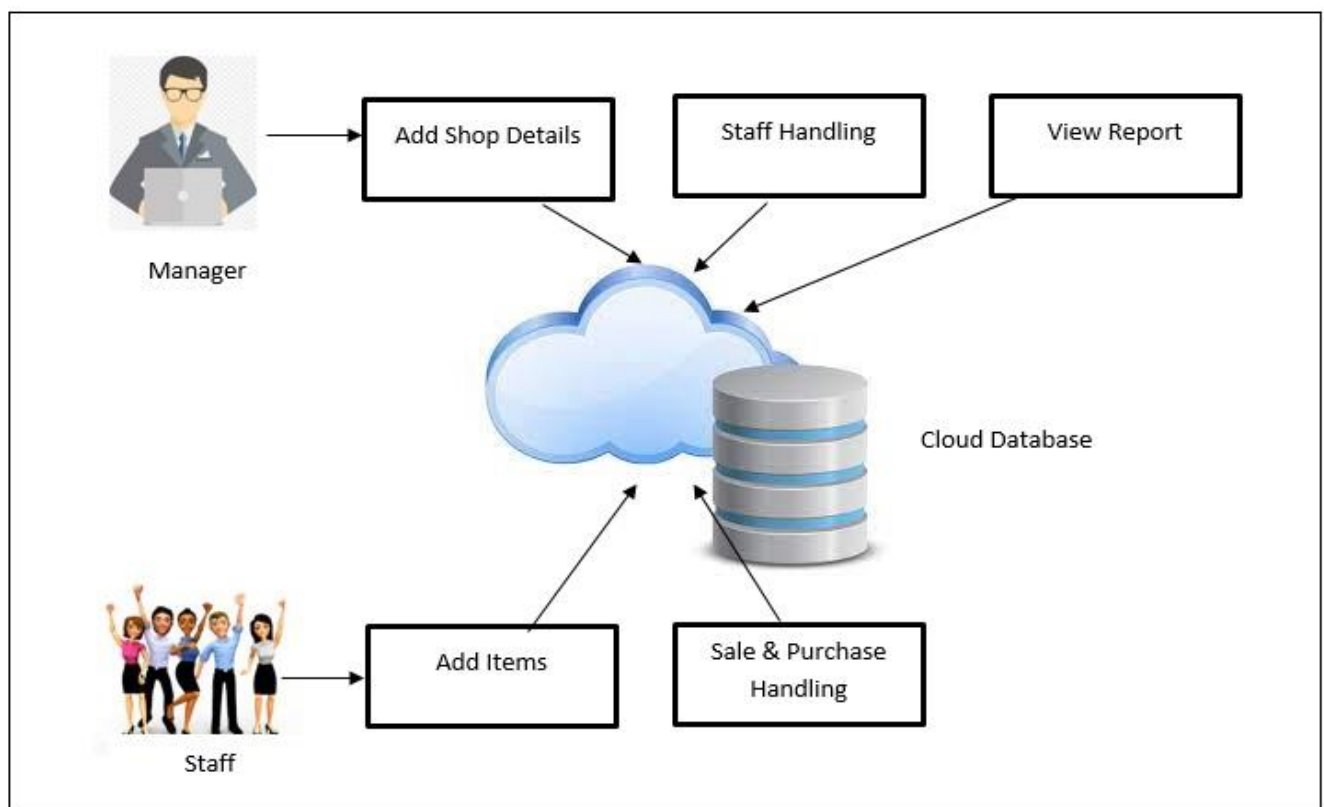 Add Shop Details
Staff Handling
View Report
Manager
Cloud Database
Add Items
Sale & Purchase
Handling
Staff